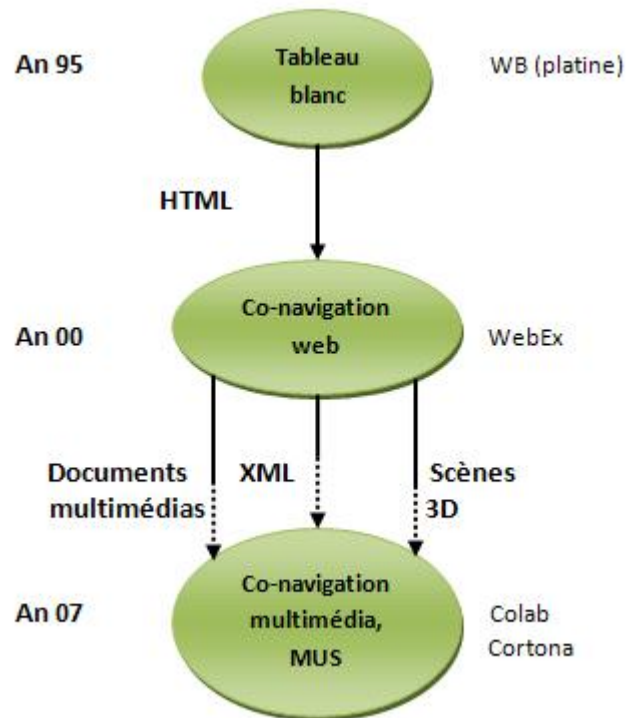 An 95
Tableau
blanc
WB (platine)
HTML
An 00
Co-navigation
web
WebEx
Documents
multimédias
XML
Scènes
3D
An 07
Co-navigation
multimédia,
MUS
Colab
Cortona